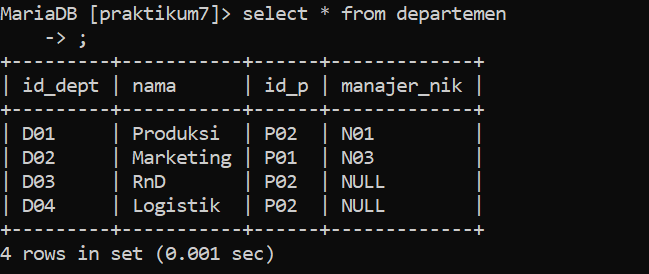 MariaDB [praktikum7]> select * from departemen
    -> ;
+---------+-----------+------+-------------+
| id_dept | nama      | id_p | manajer_nik |
+---------+-----------+------+-------------+
| D01     | Produksi  | P02  | N01         |
| D02     | Marketing | P01  | N03         |
| D03     | RnD       | P02  | NULL        |
| D04     | Logistik  | P02  | NULL        |
+---------+-----------+------+-------------+
4 rows in set (0.001 sec)